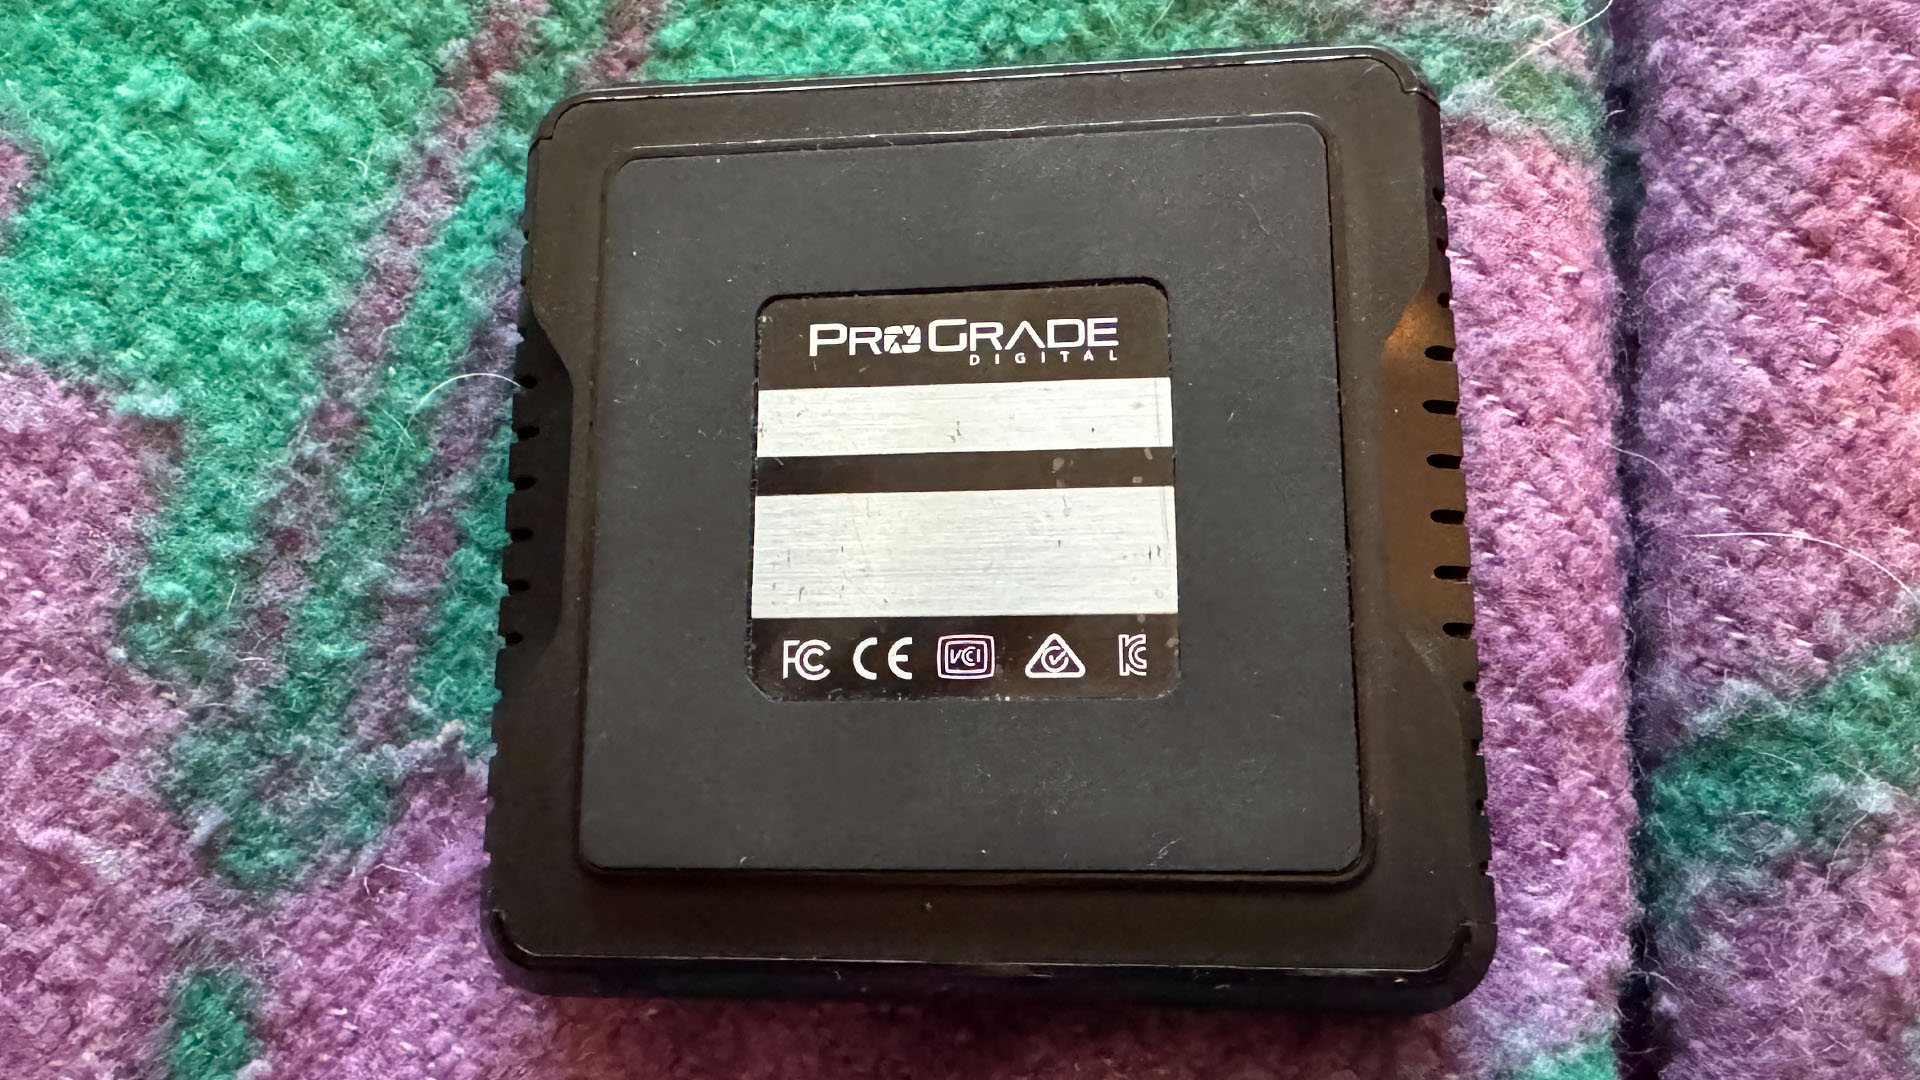 PROGRADE
DIGITAL
FC CE VCI KC